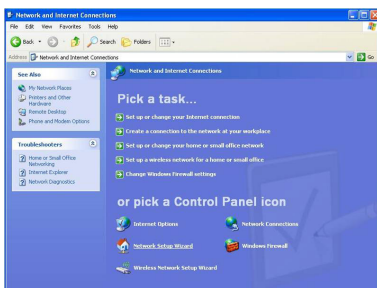 Network and Internet Connections
File Edit View Favorites Tools Help
Back Search Folders
Address Network and Internet Connections Go
See Also
My Network Places
Printers and Other
Hardware
Remote Desktop
Phone and Modem Options
Troubleshooters
Home or Small Office
Networking
Internet Explorer
Network Diagnostics
Network and Internet Connections
Pick a task...
Set up or change your Internet connection
Create a connection to the network at your workplace
Set up or change your home or small office network
Set up a wireless network for a home or small office
Change Windows Firewall settings
or pick a Control Panel icon
Internet Options Network Connections
Network Setup Wizard Windows Firewall
Wireless Network Setup Wizard